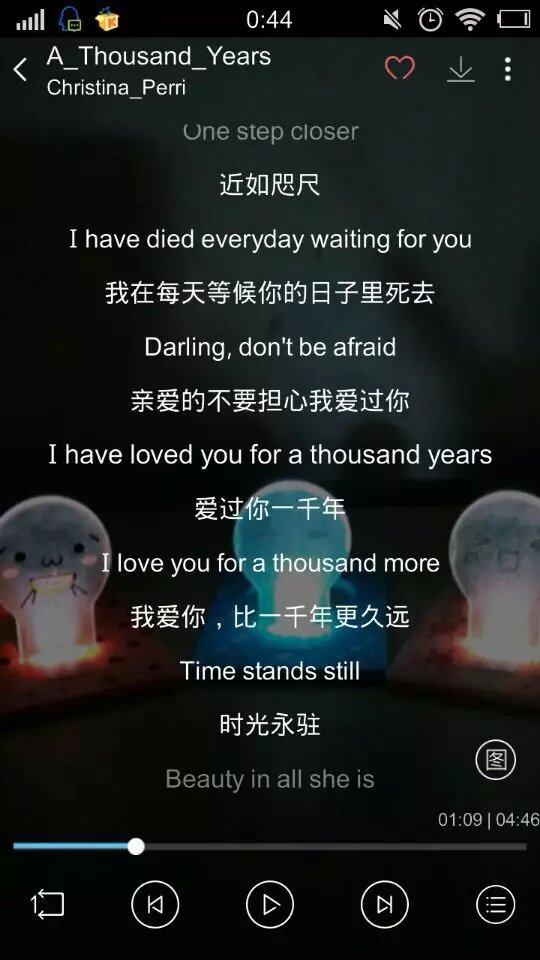 0:44
A_Thousand_Years
Christina_Perri
One step closer
近如咫尺
I have died everyday waiting for you
我在每天等候你的日子里死去
Darling, don't be afraid
亲爱的不要担心我爱过你
I have loved you for a thousand years
爱过你一千年
I love you for a thousand more
我爱你，比一千年更久远
Time stands still
时光永驻
图
Beauty in all she is
01:09 | 04:46
1